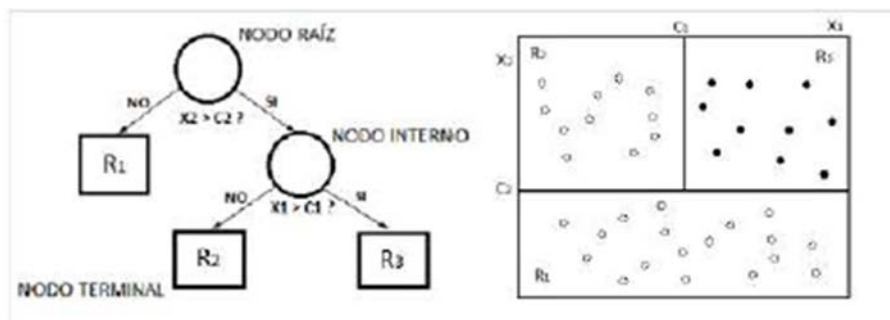 NODO RAÍZ
NO
SI
X2 > C2 ?
R1
NODO INTERNO
NO
SI
X1 > C1 ?
R2
R3
NODO TERMINAL
C1
X1
X2
R2
R3
C2
R1